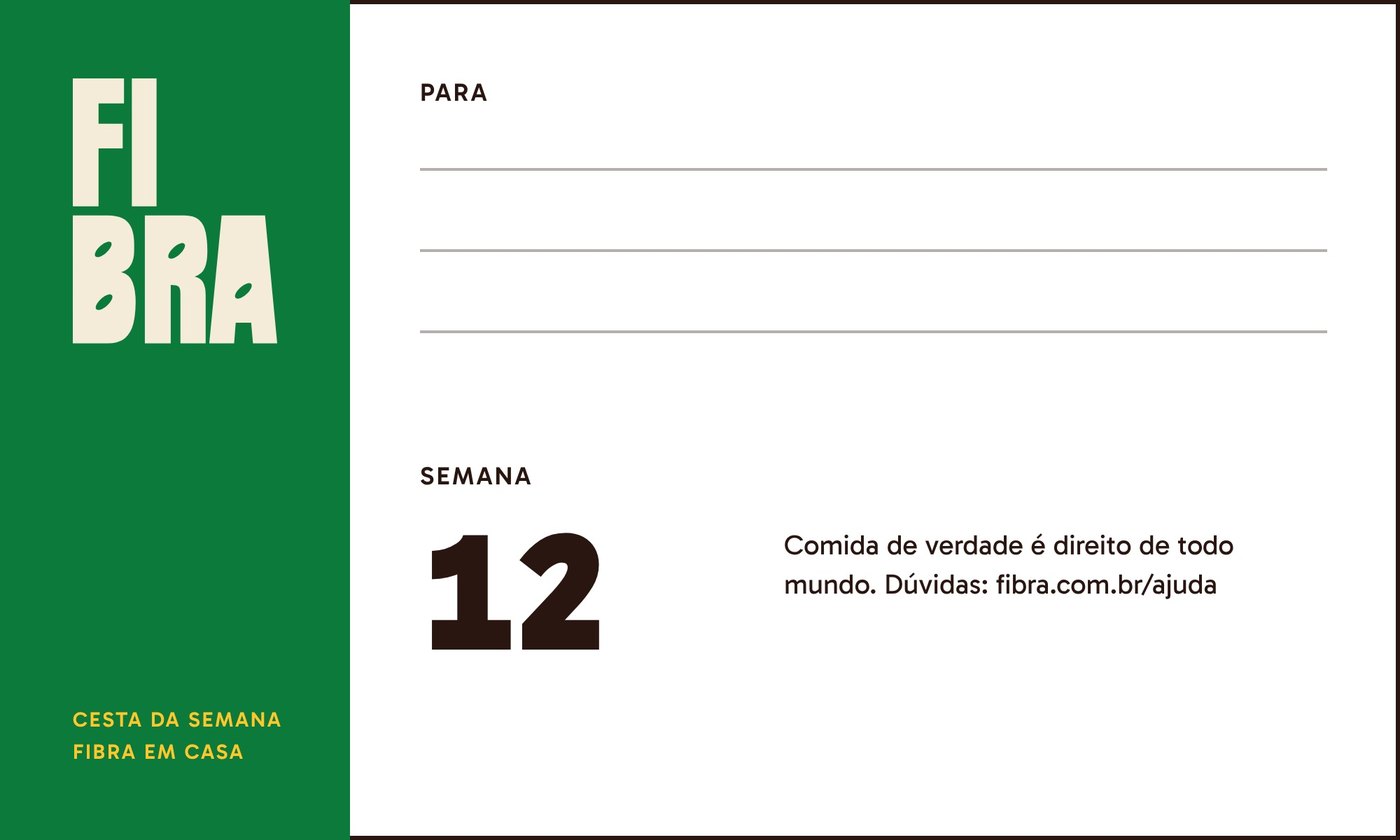 FI
BRA
CESTA DA SEMANA
FIBRA EM CASA
PARA
SEMANA
12
Comida de verdade é direito de todo
mundo. Dúvidas: fibra.com.br/ajuda